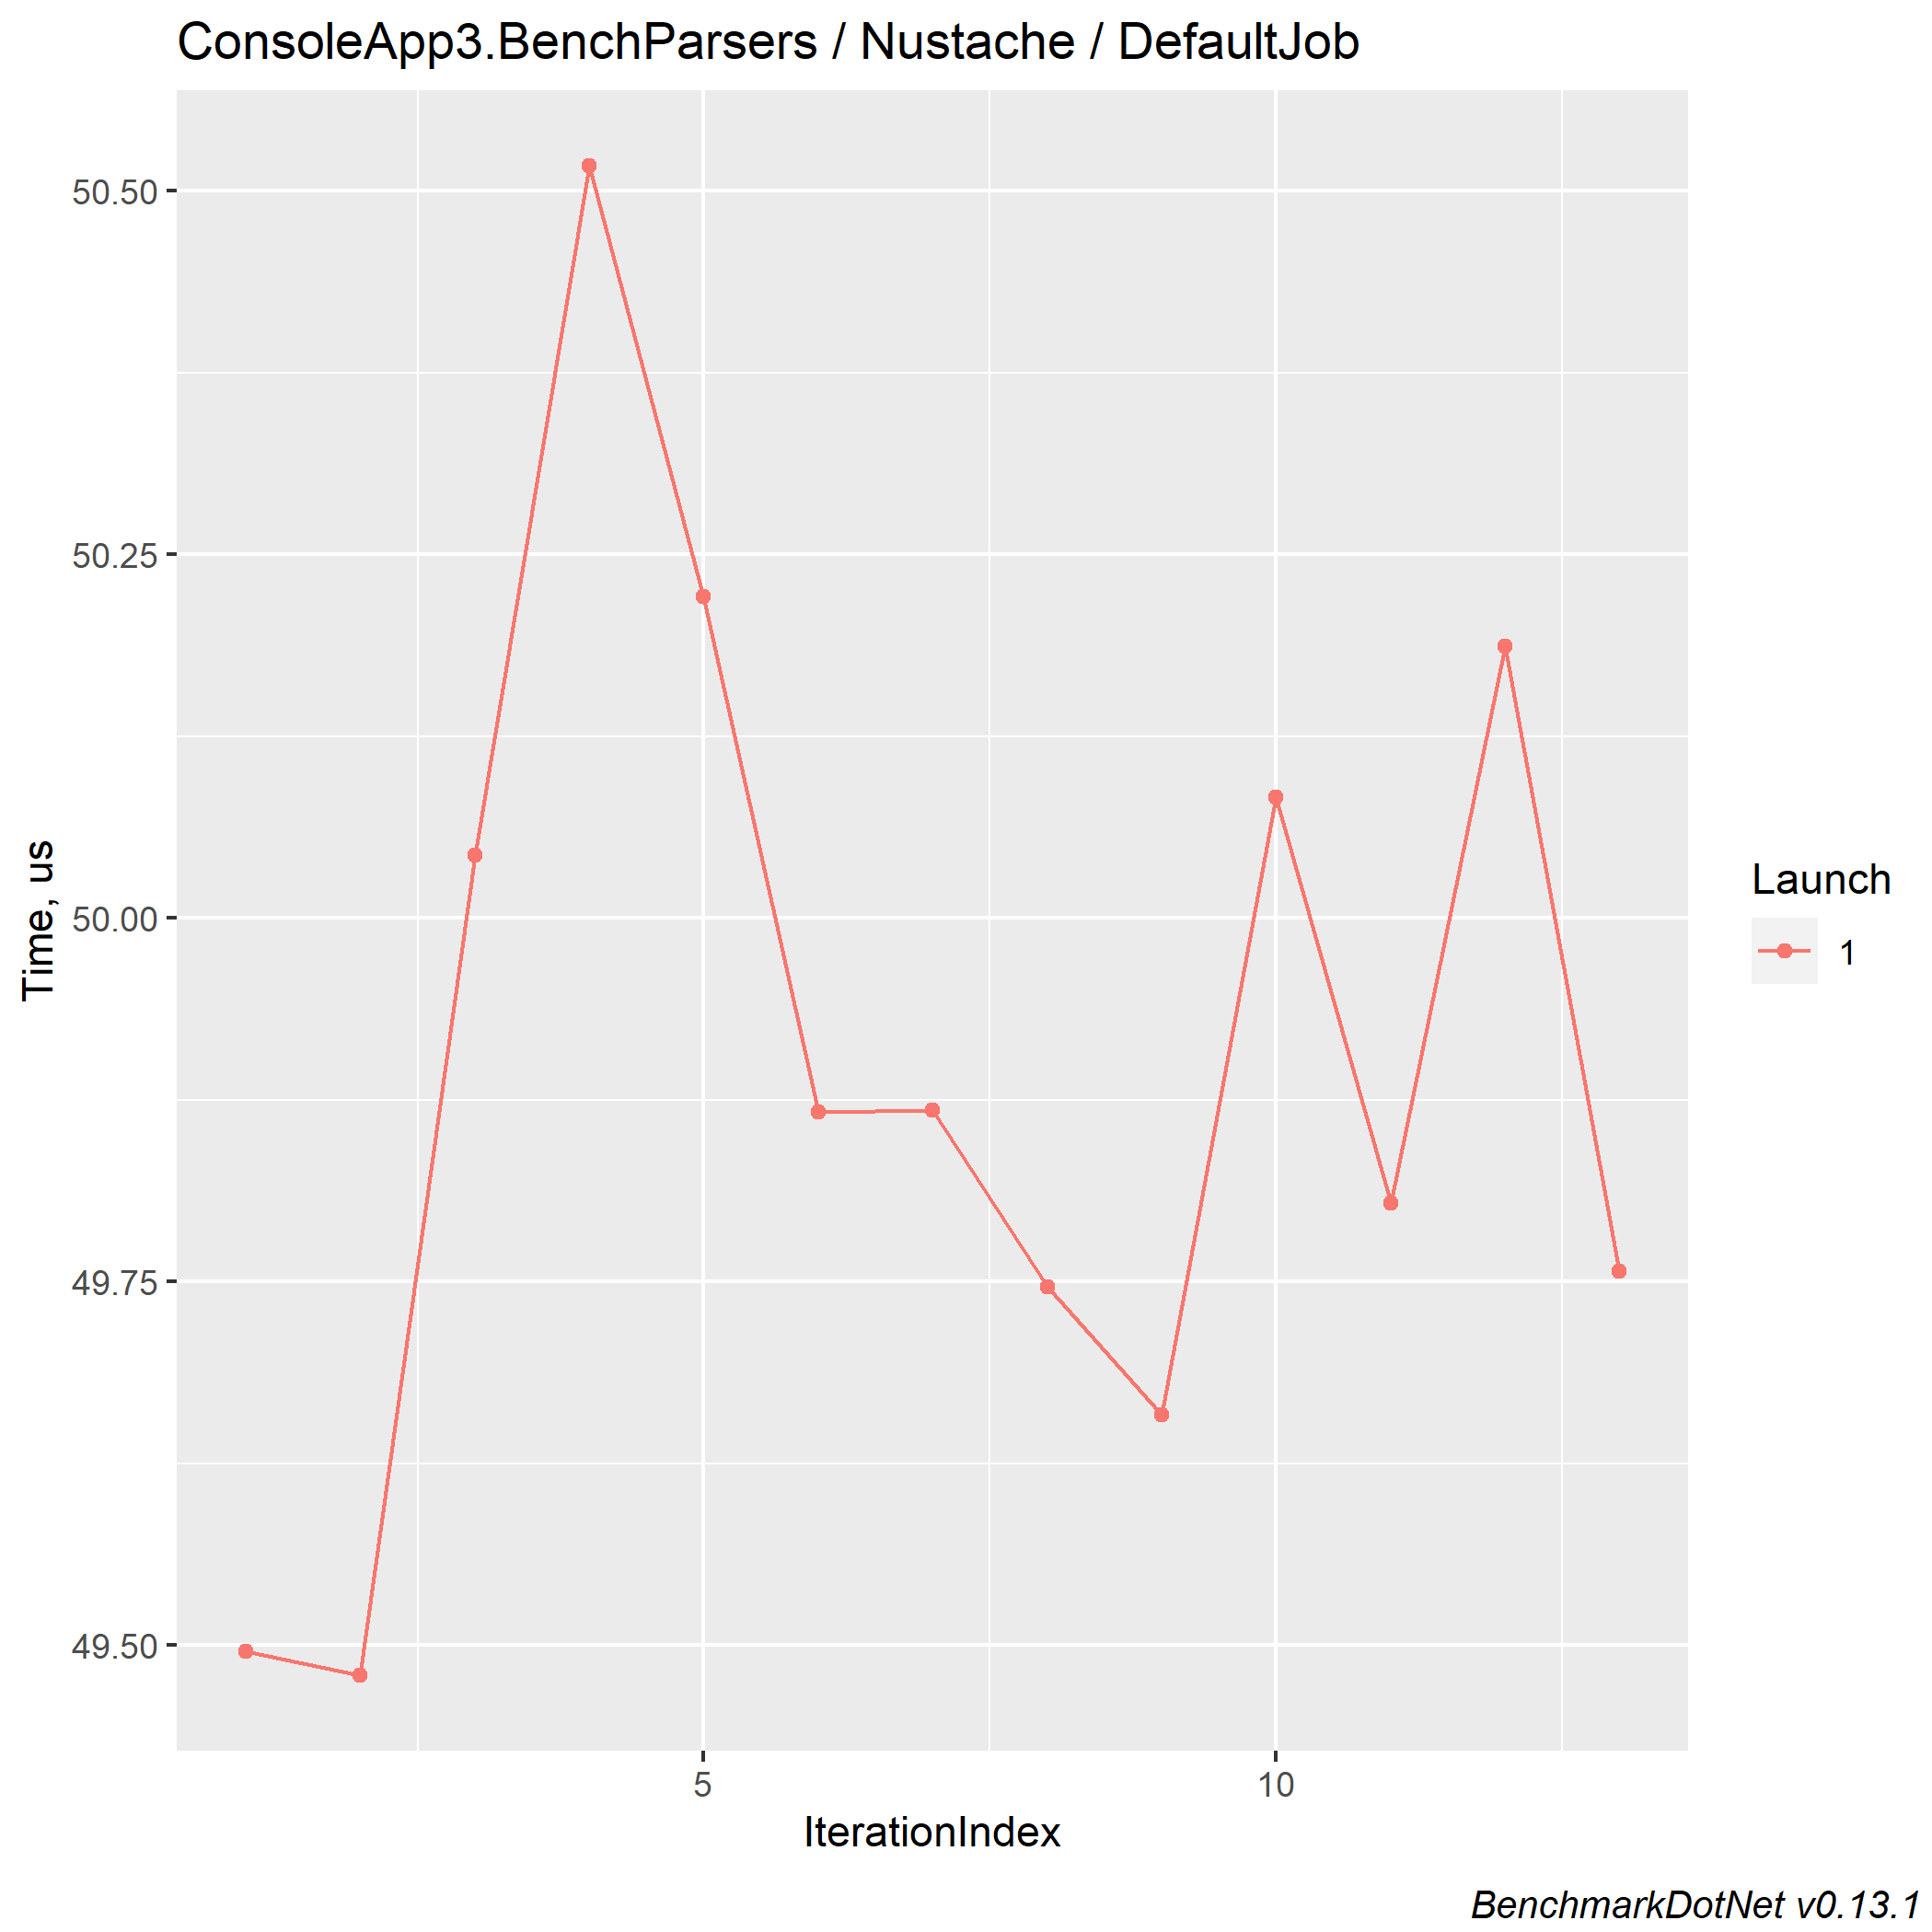 ConsoleApp3.BenchParsers / Nustache / DefaultJob
50.50
50.25
50.00
49.75
49.50
Time, us
5
10
IterationIndex
Launch
1
BenchmarkDotNet v0.13.1